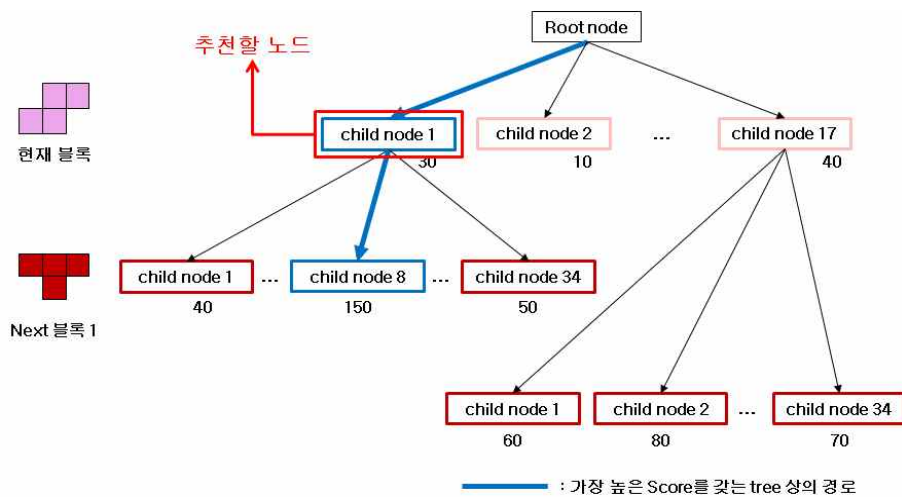 Root node
추천할 노드
현재 블록
child node 1
30
child node 2
10
...
child node 17
40
Next 블록 1
child node 1
40
...
child node 8
150
...
child node 34
50
child node 1
60
child node 2
80
...
child node 34
70
: 가장 높은 Score를 갖는 tree 상의 경로